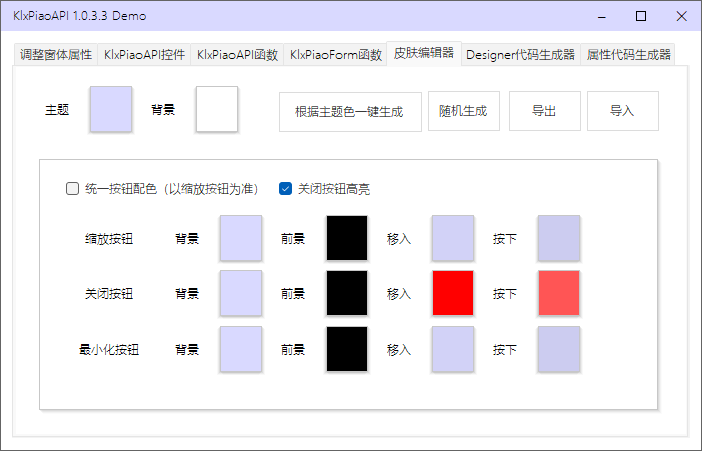 KlxPiaoAPI 1.0.3.3 Demo
调整窗体属性 KlxPiaoAPI控件 KlxPiaoAPI函数 KlxPiaoForm函数 皮肤编辑器 Designer代码生成器 属性代码生成器
主题 背景 根据主题色一键生成 随机生成 导出 导入
统一按钮配色（以缩放按钮为准） 关闭按钮高亮
缩放按钮 背景 前景 移入 按下
关闭按钮 背景 前景 移入 按下
最小化按钮 背景 前景 移入 按下